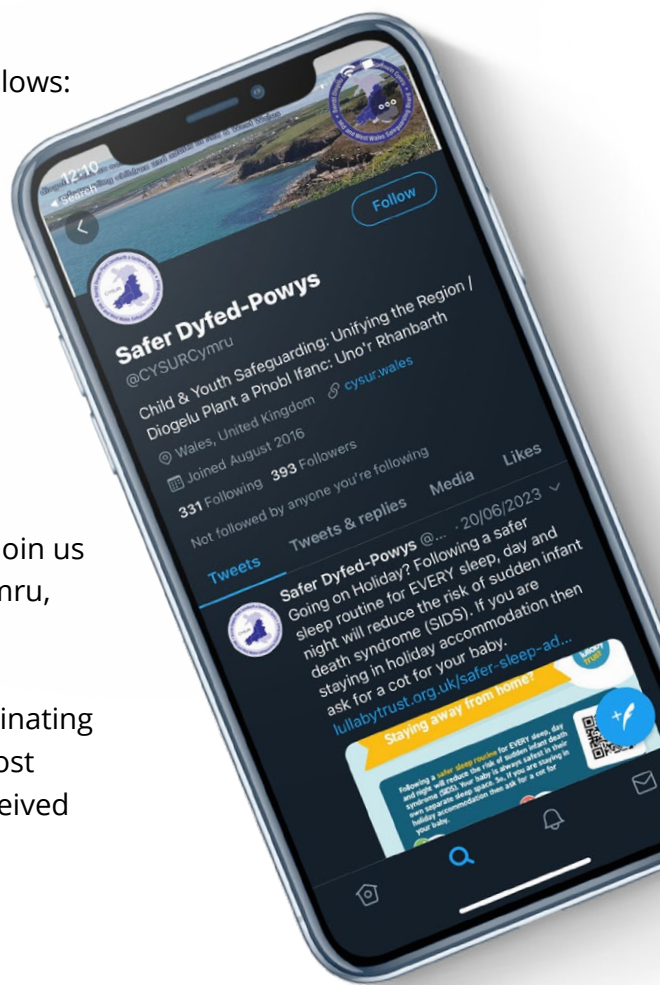 llows:
oin us
mru,
inating
ost
eived
12:10
Search
Follow
CYSUR
Safer Dyfed-Powys
@CYSURCymru
Child & Youth Safeguarding: Unifying the Region /
Diogelu Plant a Phobl Ifanc: Uno'r Rhanbarth
Wales, United Kingdom cysur.wales
Joined August 2016
331 Following 393 Followers
Not followed by anyone you're following
Tweets Tweets & replies Media Likes
Safer Dyfed-Powys @... · 20/06/2023
Going on Holiday? Following a safer
sleep routine for EVERY sleep, day and
night will reduce the risk of sudden infant
death syndrome (SIDS). If you are
staying in holiday accommodation then
ask for a cot for your baby.
lullabytrust.org.uk/safer-sleep-ad...
Staying away from home?
Following a safer sleep routine for EVERY sleep, day
and night will reduce the risk of sudden infant death
syndrome (SIDS). Your baby is always safest in their
own separate sleep space. So, if you are staying in
holiday accommodation then ask for a cot for
your baby.